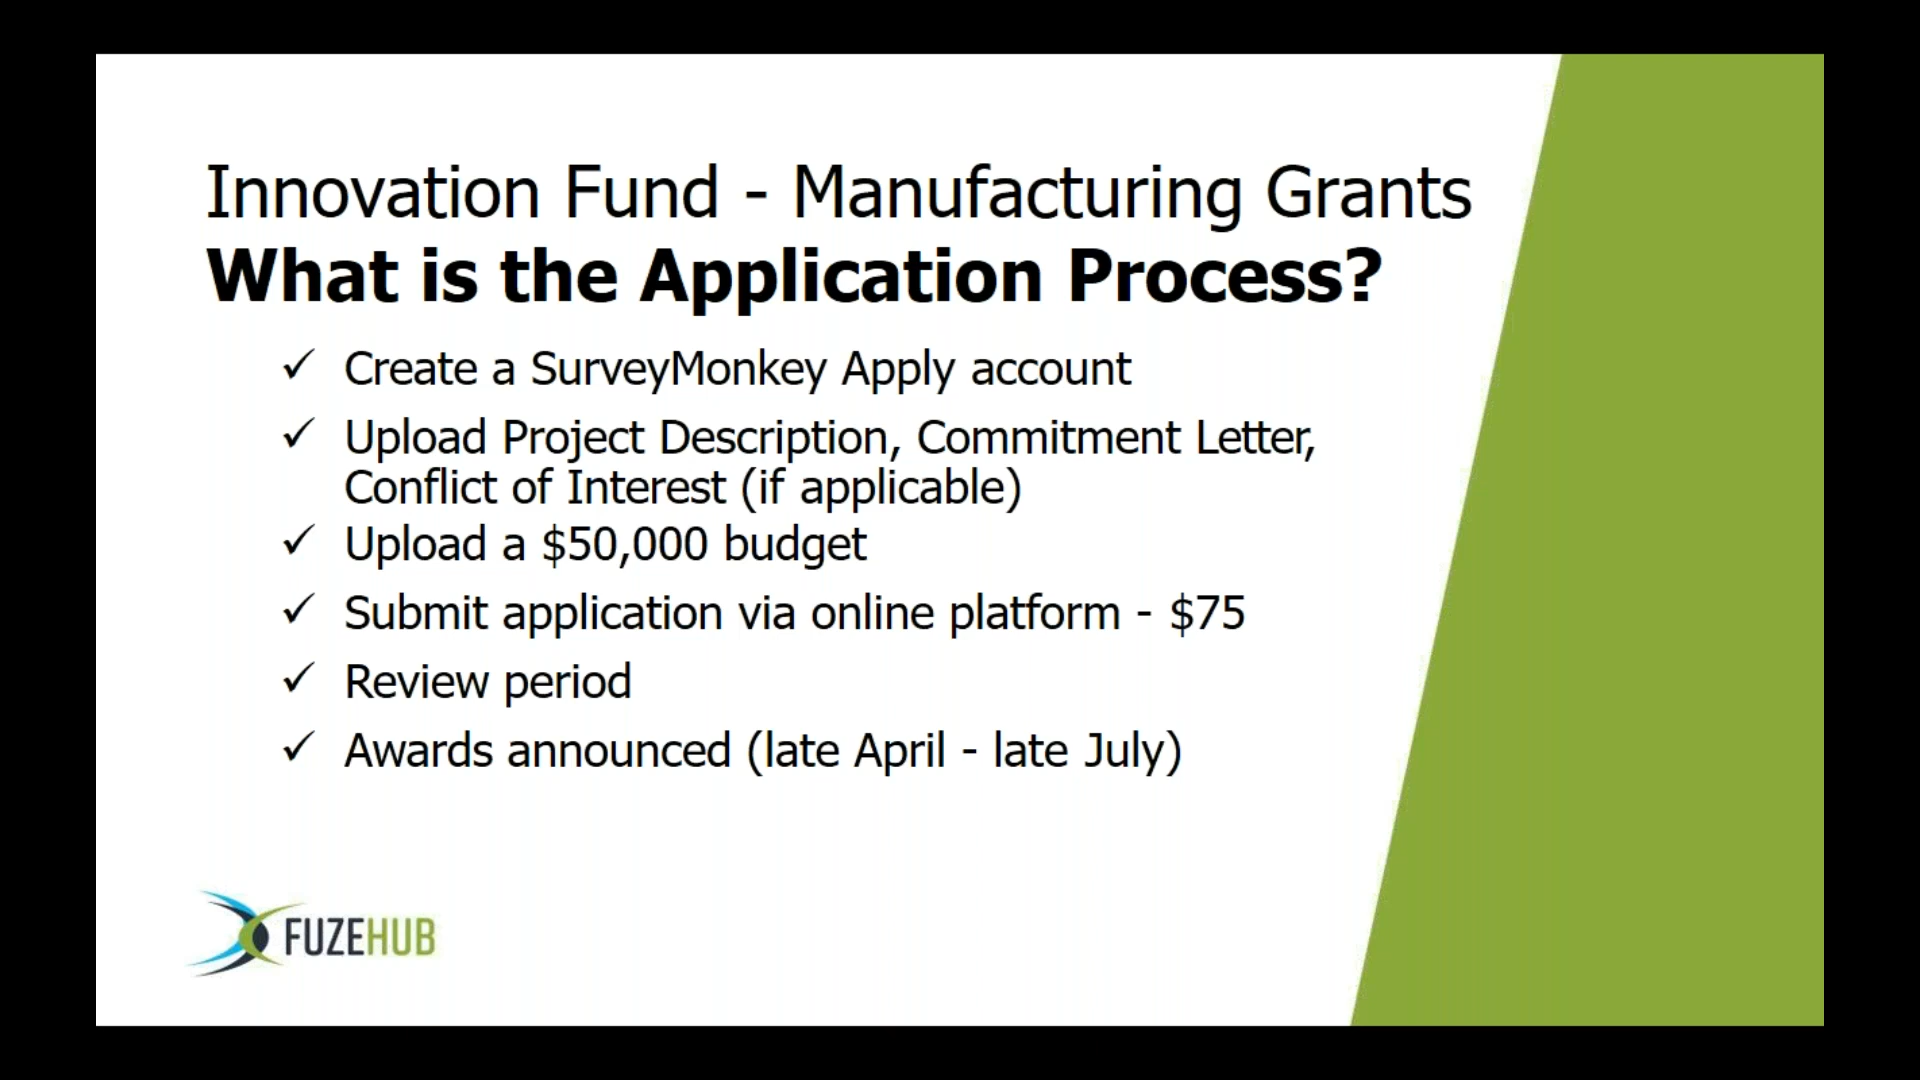 Innovation Fund - Manufacturing Grants
What is the Application Process?
✓ Create a SurveyMonkey Apply account
✓ Upload Project Description, Commitment Letter,
Conflict of Interest (if applicable)
✓ Upload a $50,000 budget
✓ Submit application via online platform - $75
✓ Review period
✓ Awards announced (late April - late July)
FUZEHUB